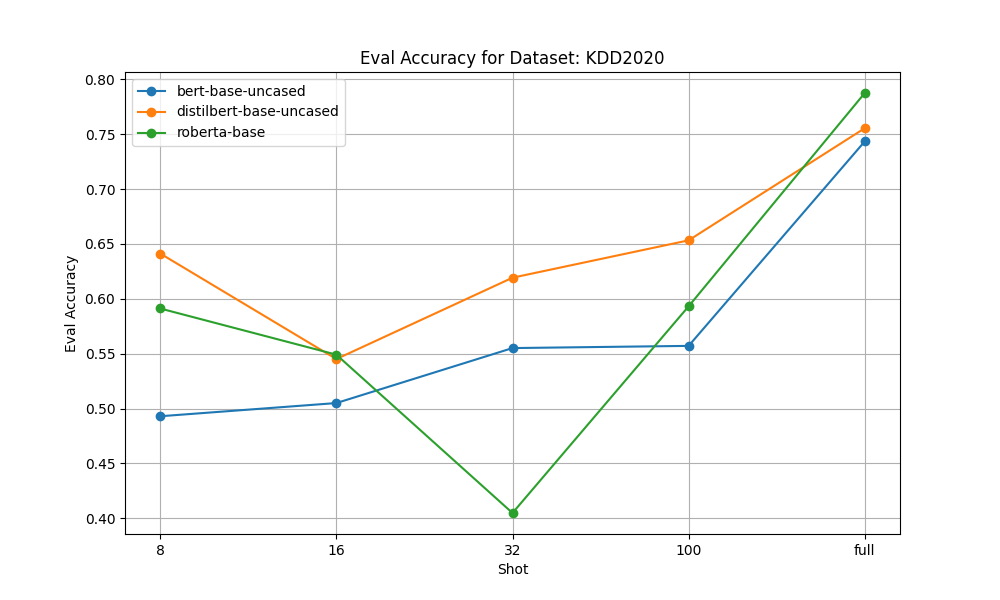 Eval Accuracy for Dataset: KDD2020
bert-base-uncased
distilbert-base-uncased
roberta-base
Eval Accuracy
0.80
0.75
0.70
0.65
0.60
0.55
0.50
0.45
0.40
8 16 32 100 full
Shot